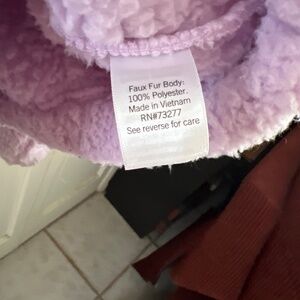 Faux Fur Body:
100% Polyester.
Made in Vietnam
RN#73277
See reverse for care